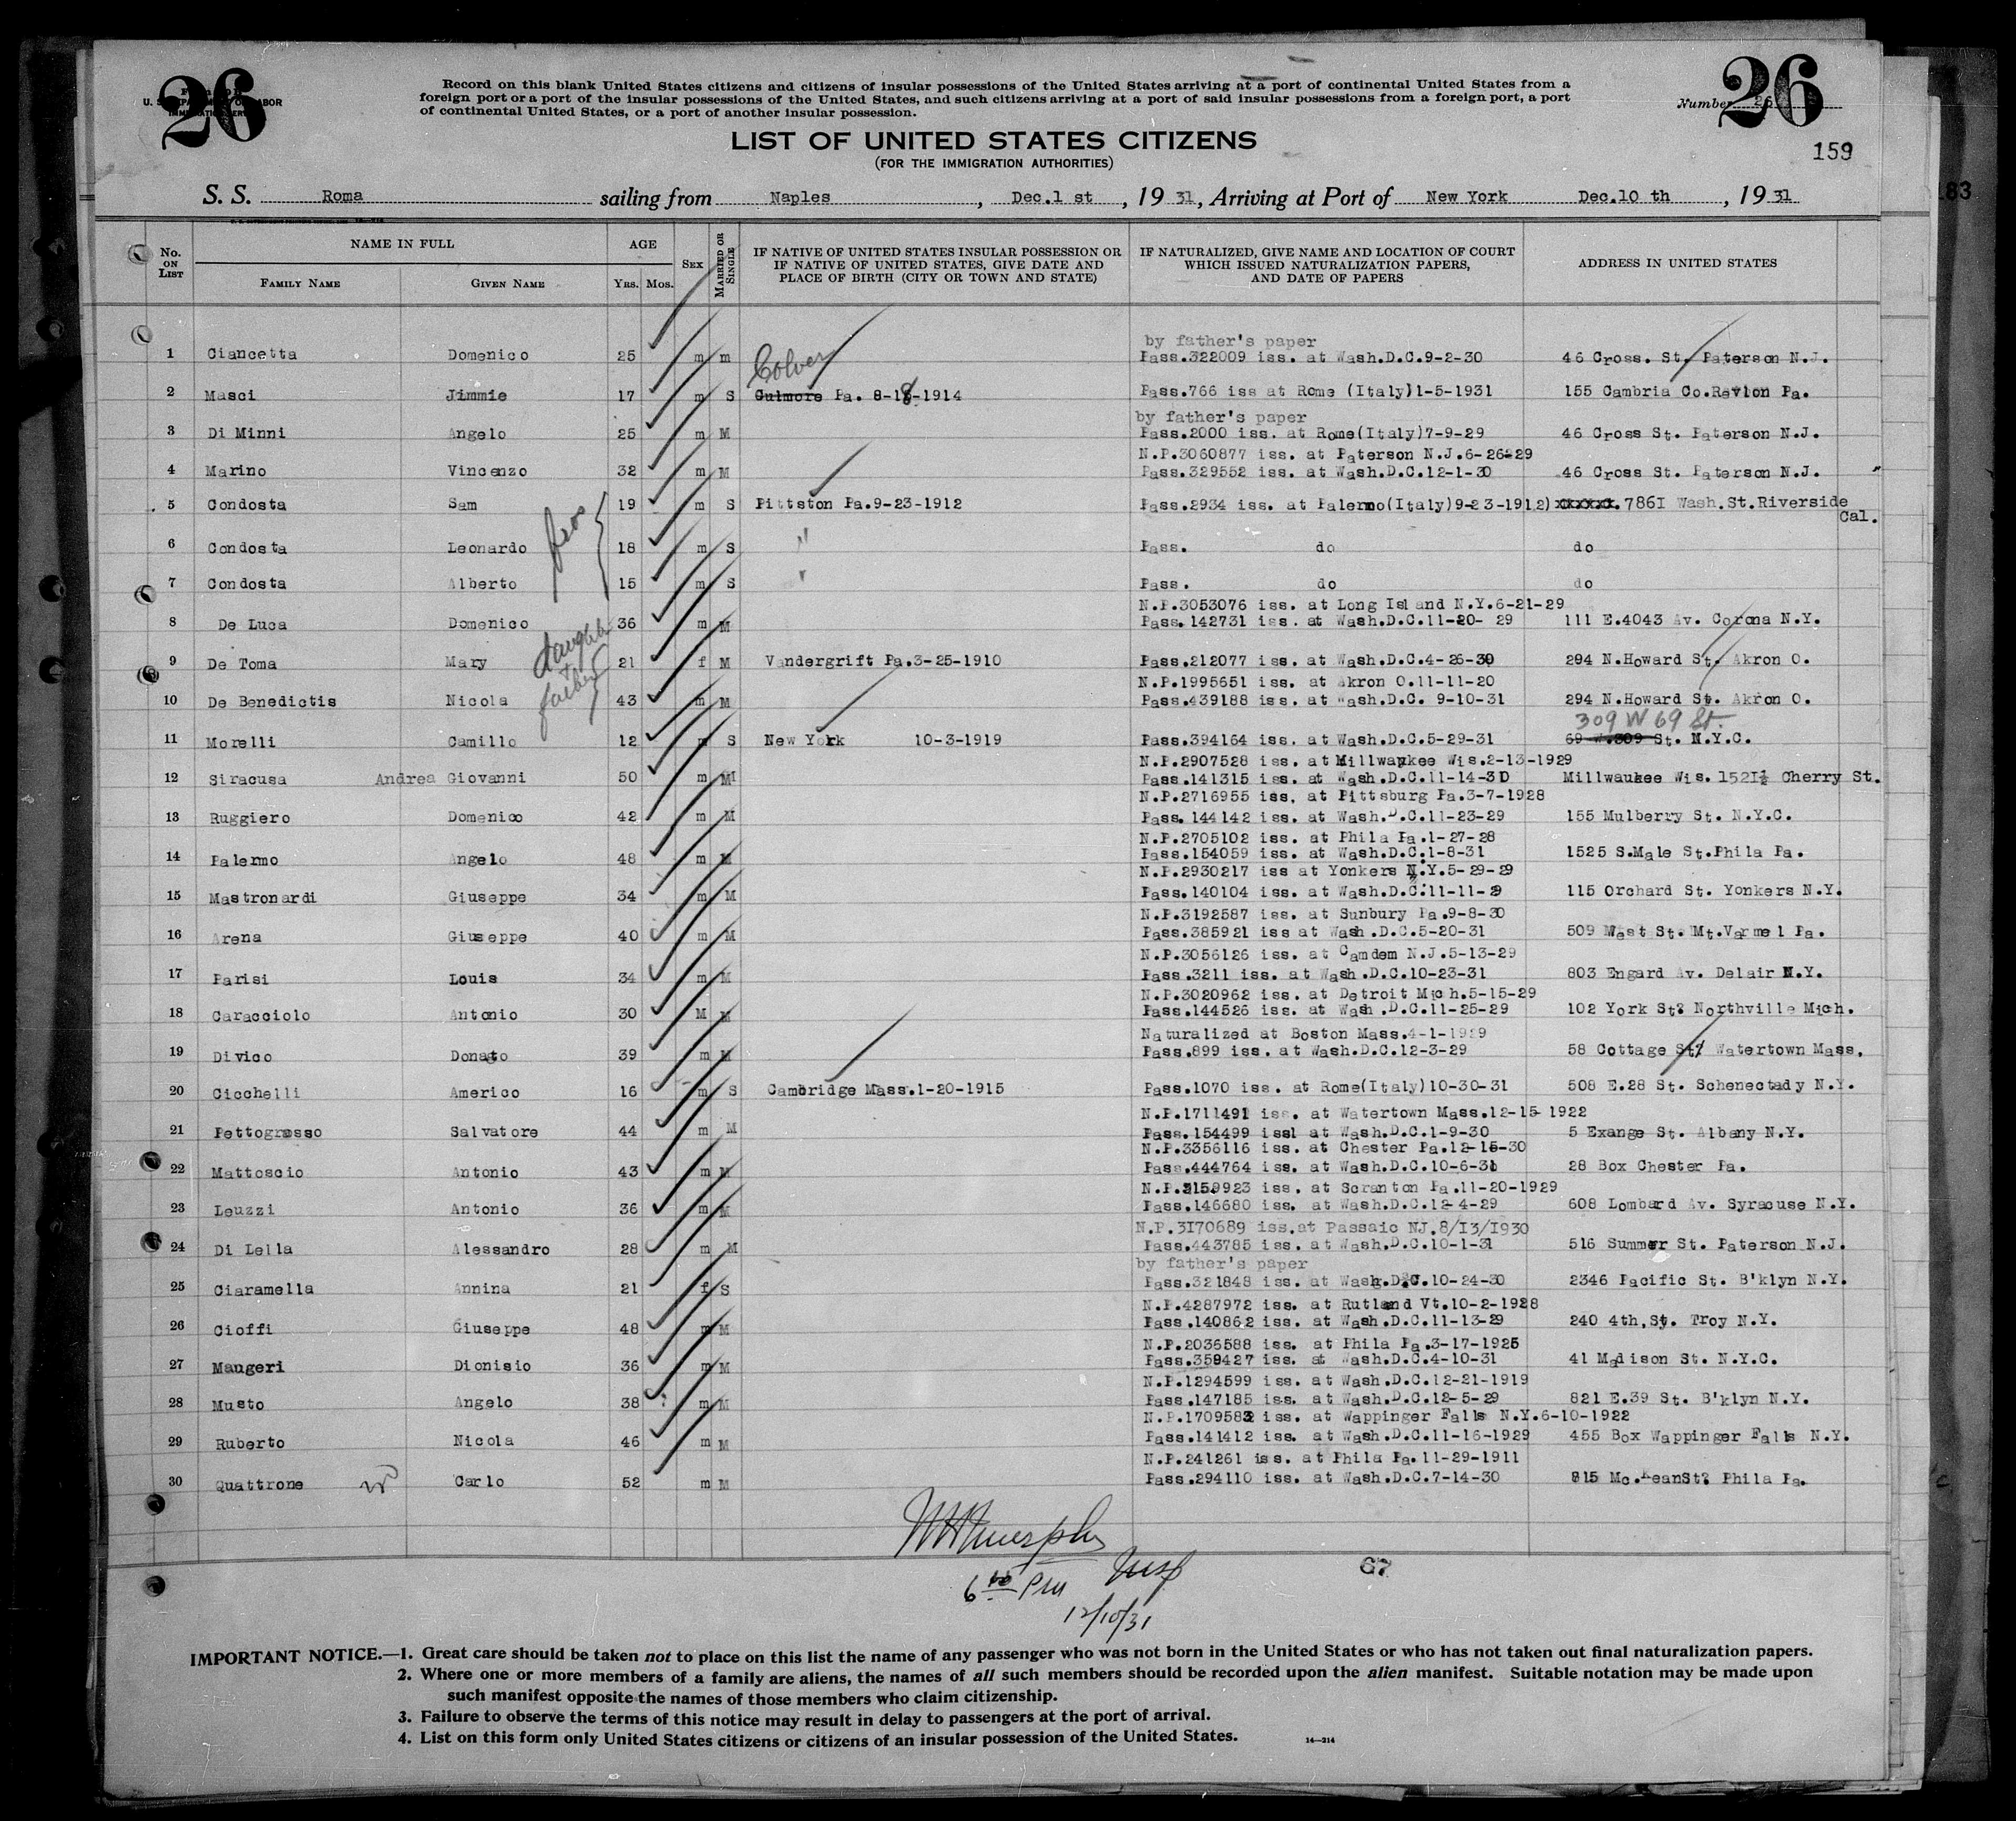 26
U. S. DEPARTMENT OF LABOR
Record on this blank United States citizens and citizens of insular possessions of the United States arriving at a port of continental United States from a
foreign port or a port of the insular possessions of the United States, and such citizens arriving at a port of said insular possessions from a foreign port, a port
of continental United States, or a port of another insular possession.
Number 26
26
159
LIST OF UNITED STATES CITIZENS
(FOR THE IMMIGRATION AUTHORITIES)
S. S. Roma sailing from Naples, Dec.1 st, 19 31, Arriving at Port of New York Dec.10 th, 19 31
83
No. ON LIST
NAME IN FULL
FAMILY NAME
GIVEN NAME
AGE
YRS. MOS.
SEX
MARRIED OR SINGLE
IF NATIVE OF UNITED STATES INSULAR POSSESSION OR
IF NATIVE OF UNITED STATES, GIVE DATE AND
PLACE OF BIRTH (CITY OR TOWN AND STATE)
IF NATURALIZED, GIVE NAME AND LOCATION OF COURT
WHICH ISSUED NATURALIZATION PAPERS,
AND DATE OF PAPERS
ADDRESS IN UNITED STATES
by father's paper
1 Ciancetta Domenico 25 m m Pass.322009 iss. at Wash.D.C.9-2-30 46 Cross. St. Paterson N.J.
Colver
2 Masci Jimmie 17 m S Gulmore Pa. 8-18-1914 Pass.766 iss at Rome (Italy)1-5-1931 155 Cambria Co.Revlon Pa.
by father's paper
3 Di Minni Angelo 25 m M Pass.2000 iss. at Rome(Italy)7-9-29 46 Cross St. Paterson N.J.
N.P.3060877 iss. at Paterson N.J.6-26-29
4 Marino Vincenzo 32 m M Pass.329552 iss. at Wash.D.C.12-1-30 46 Cross St. Paterson N.J.
5 Condosta Sam 19 m S Pittston Pa.9-23-1912 Pass.2934 iss. at Palermo(Italy)9-23-1912) 7861 Wash.St.Riverside
Cal.
bros
6 Condosta Leonardo 18 m S " Pass. do do
7 Condosta Alberto 15 m S " Pass. do do
N.P.3053076 iss. at Long Island N.Y.6-21-29
8 De Luca Domenico 36 m M Pass.142731 iss. at Wash.D.C.11-20- 29 111 E.4043 Av. Corona N.Y.
daughter + father
9 De Toma Mary 21 f M Vandergrift Pa.3-25-1910 Pass.212077 iss. at Wash.D.C.4-26-30 294 N.Howard St. Akron O.
N.P.1995651 iss. at Akron O.11-11-20
10 De Benedictis Nicola 43 m M Pass.439188 iss. at Wash.D.C. 9-10-31 294 N.Howard St. Akron O.
309 W 69 St.
11 Morelli Camillo 12 m S New York 10-3-1919 Pass.394164 iss. at Wash.D.C.5-29-31 69 W.309 St. N.Y.C.
N.P.2907528 iss. at Millwaukee Wis.2-13-1929
12 Siracusa Andrea Giovanni 50 m M Pass.141315 iss. at Wash.D.C.11-14-30 Millwaukee Wis. 1521½ Cherry St.
N.P.2716955 iss. at Pittsburg Pa.3-7-1928
13 Ruggiero Domenico 42 m M Pass. 144142 iss. at Wash.D.C.11-23-29 155 Mulberry St. N.Y.C.
N.P.2705102 iss. at Phila Pa.1-27-28
14 Palermo Angelo 48 m M Pass.154059 iss. at Wash.D.C.1-8-31 1525 S.Male St.Phila Pa.
N.P.2930217 iss at Yonkers N.Y.5-29-29
15 Mastronardi Giuseppe 34 m M Pass.140104 iss. at Wash.D.C.11-11-29 115 Orchard St. Yonkers N.Y.
N.P.3192587 iss. at Sunbury Pa.9-8-30
16 Arena Giuseppe 40 m M Pass.385921 iss at Wash.D.C.5-20-31 509 West St. Mt.Varmel Pa.
N.P.3056126 iss. at Camdem N.J.5-13-29
17 Parisi Louis 34 m M Pass.3211 iss. at Wash.D.C.10-23-31 803 Engard Av. Delair N.Y.
N.P.3020962 iss. at Detroit Mich.5-15-29
18 Caracciolo Antonio 30 M M Pass.144526 iss. at Wash.D.C.11-25-29 102 York St? Northville Mich.
Naturalized at Boston Mass.4-1-1929
19 Divico Donato 39 m M Pass.899 iss. at Wash.D.C.12-3-29 58 Cottage St. Watertown Mass.
20 Cicchelli Americo 16 m S Cambridge Mass.1-20-1915 Pass.1070 iss. at Rome(Italy)10-30-31 508 E.28 St. Schenectady N.Y.
N.P.1711491 iss. at Watertown Mass.12-15-1922
21 Pettogrosso Salvatore 44 m M Pass.154499 issl at Wash.D.C.1-9-30 5 Exange St. Albany N.Y.
N.P.3356116 iss. at Chester Pa.12-15-30
22 Mattoscio Antonio 43 m M Pass.444764 iss. at Wash.D.C.10-6-31 28 Box Chester Pa.
N.P.3159923 iss. at Scranton Pa.11-20-1929
23 Leuzzi Antonio 36 m M Pass.146680 iss. at Wash.D.C.12-4-29 608 Lombard Av. Syracuse N.Y.
N.P.3170689 iss.at Passaic NJ.8/13/1930
24 Di Lella Alessandro 28 m M Pass.443785 iss. at Wash.D.C.10-1-31 516 Summer St. Paterson N.J.
by father's paper
25 Ciaramella Annina 21 f S Pass.321848 iss. at Wash.D.C.10-24-30 2346 Pacific St. B'klyn N.Y.
N.P.4287972 iss. at Rutland Vt.10-2-1928
26 Cioffi Giuseppe 48 m M Pass.140862 iss. at Wash.D.C.11-13-29 240 4th,St. Troy N.Y.
N.P.2036588 iss. at Phila Pa.3-17-1925
27 Maugeri Dionisio 36 m M Pass.359427 iss. at Wash.D.C.4-10-31 41 Madison St. N.Y.C.
N.P.1294599 iss. at Wash.D.C.12-21-1919
28 Musto Angelo 38 m M Pass.147185 iss. at Wash.D.C.12-5-29 821 E.39 St. B'klyn N.Y.
N.P.1709583 iss. at Wappinger Falls N.Y.6-10-1922
29 Ruberto Nicola 46 m M Pass.141412 iss. at Wash.D.C.11-16-1929 455 Box Wappinger Falls N.Y.
N.P.241261 iss. at Phila Pa.11-29-1911
30 Quattrone Carlo 52 m M Pass.294110 iss. at Wash.D.C.7-14-30 815 Mc.KeanSt? Phila Pa.
WHMurphy
Insp
67
6 00 PM
12/10/31
IMPORTANT NOTICE.—1. Great care should be taken not to place on this list the name of any passenger who was not born in the United States or who has not taken out final naturalization papers.
2. Where one or more members of a family are aliens, the names of all such members should be recorded upon the alien manifest. Suitable notation may be made upon
such manifest opposite the names of those members who claim citizenship.
3. Failure to observe the terms of this notice may result in delay to passengers at the port of arrival.
4. List on this form only United States citizens or citizens of an insular possession of the United States.
14—214